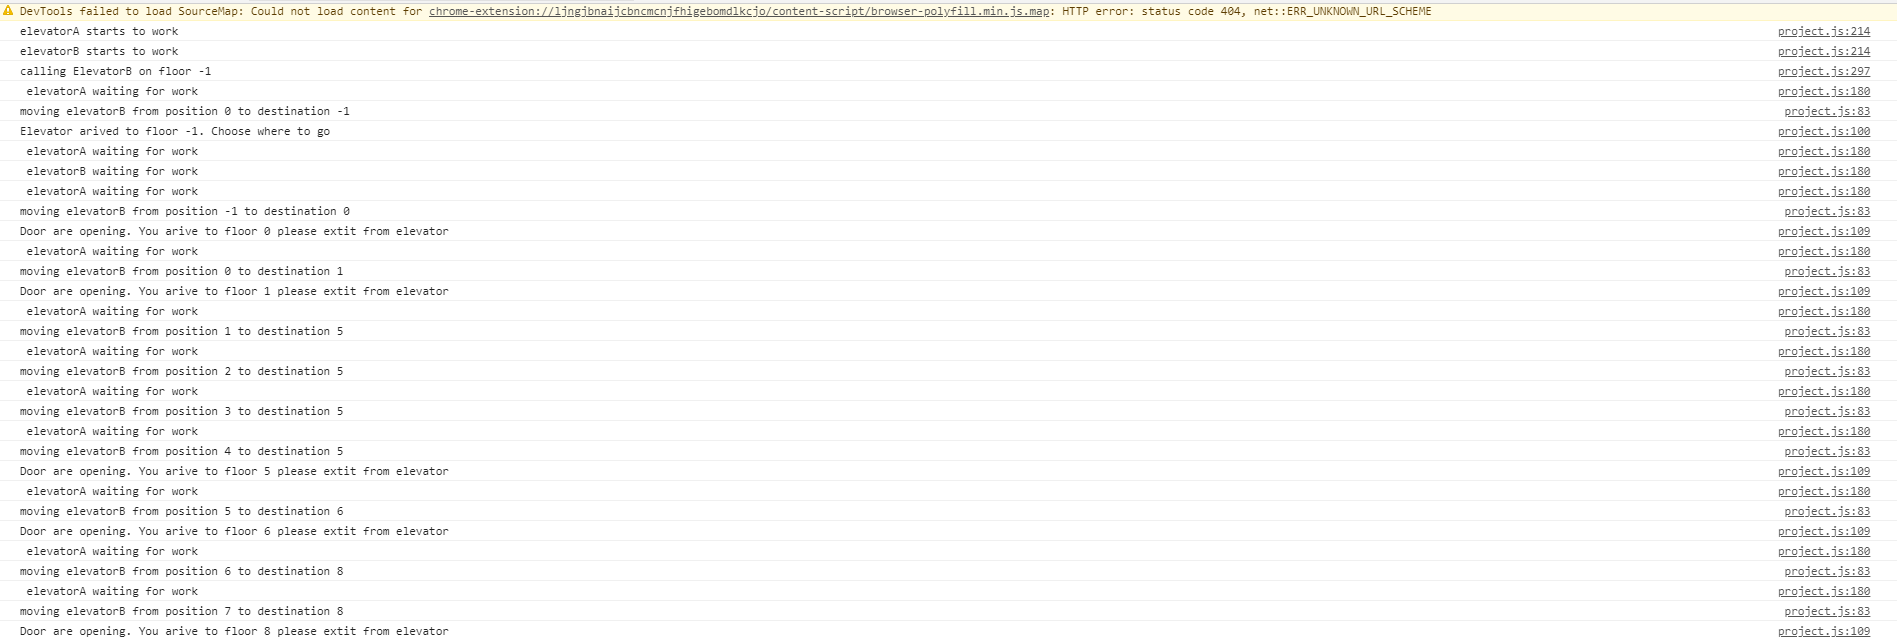 DevTools failed to load SourceMap: Could not load content for chrome-extension://ljngjbnaijcbncmcnjfhigebomdlkcjo/content-script/browser-polyfill.min.js.map: HTTP error: status code 404, net::ERR_UNKNOWN_URL_SCHEME
elevatorA starts to work project.js:214
elevatorB starts to work project.js:214
calling ElevatorB on floor -1 project.js:297
elevatorA waiting for work project.js:180
moving elevatorB from position 0 to destination -1 project.js:83
Elevator arived to floor -1. Choose where to go project.js:100
elevatorA waiting for work project.js:180
elevatorB waiting for work project.js:180
elevatorA waiting for work project.js:180
moving elevatorB from position -1 to destination 0 project.js:83
Door are opening. You arive to floor 0 please extit from elevator project.js:109
elevatorA waiting for work project.js:180
moving elevatorB from position 0 to destination 1 project.js:83
Door are opening. You arive to floor 1 please extit from elevator project.js:109
elevatorA waiting for work project.js:180
moving elevatorB from position 1 to destination 5 project.js:83
elevatorA waiting for work project.js:180
moving elevatorB from position 2 to destination 5 project.js:83
elevatorA waiting for work project.js:180
moving elevatorB from position 3 to destination 5 project.js:83
elevatorA waiting for work project.js:180
moving elevatorB from position 4 to destination 5 project.js:83
Door are opening. You arive to floor 5 please extit from elevator project.js:109
elevatorA waiting for work project.js:180
moving elevatorB from position 5 to destination 6 project.js:83
Door are opening. You arive to floor 6 please extit from elevator project.js:109
elevatorA waiting for work project.js:180
moving elevatorB from position 6 to destination 8 project.js:83
elevatorA waiting for work project.js:180
moving elevatorB from position 7 to destination 8 project.js:83
Door are opening. You arive to floor 8 please extit from elevator project.js:109